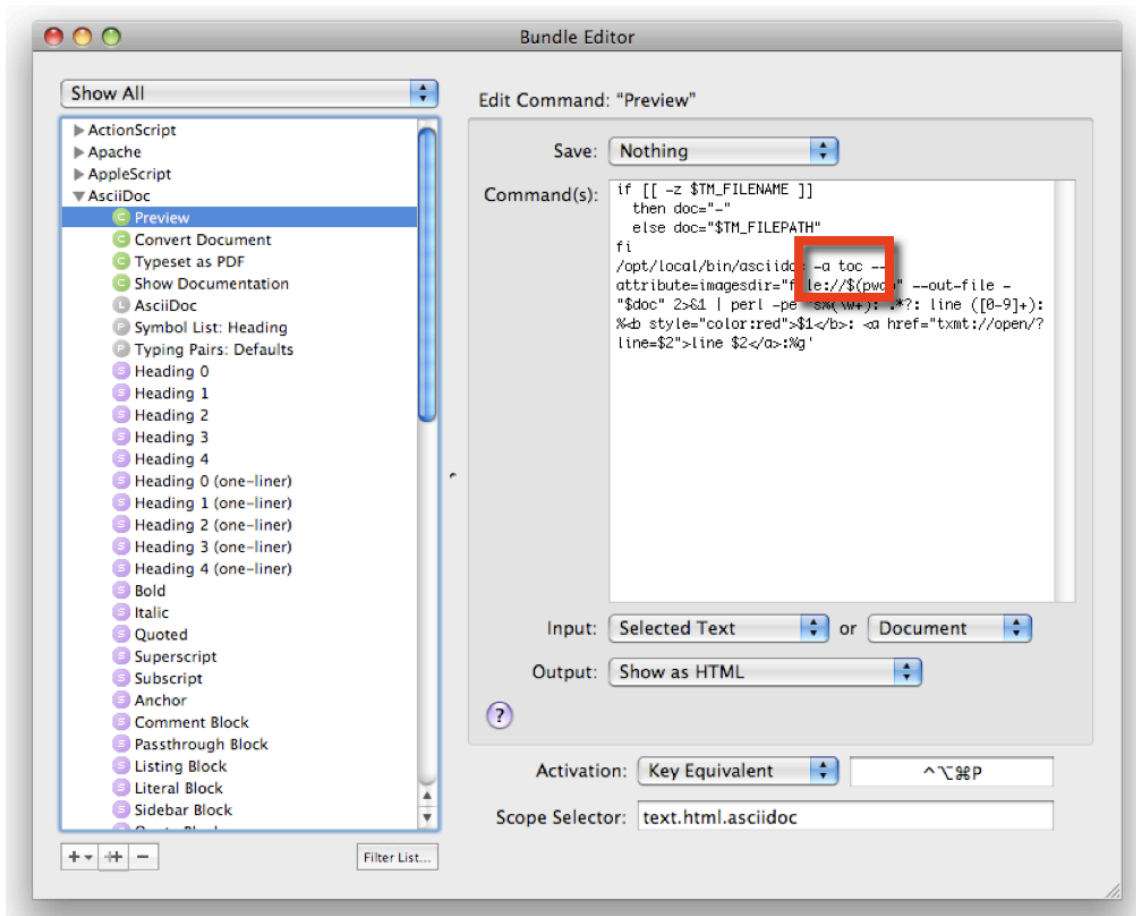 Bundle Editor
Show All
ActionScript
Apache
AppleScript
AsciiDoc
Preview
Convert Document
Typeset as PDF
Show Documentation
AsciiDoc
Symbol List: Heading
Typing Pairs: Defaults
Heading 0
Heading 1
Heading 2
Heading 3
Heading 4
Heading 0 (one-liner)
Heading 1 (one-liner)
Heading 2 (one-liner)
Heading 3 (one-liner)
Heading 4 (one-liner)
Bold
Italic
Quoted
Superscript
Subscript
Anchor
Comment Block
Passthrough Block
Listing Block
Literal Block
Sidebar Block
Filter List...
Edit Command: “Preview”
Save: Nothing
Command(s):
if [[ -z $TM_FILENAME ]]
then doc="-"
else doc="$TM_FILEPATH"
fi
/opt/local/bin/asciidoc -a toc --
attribute=imagesdir="file://$(pwd)" --out-file -
"$doc" 2>&1 | perl -pe 's%(\w+): .*?: line ([0-9]+):
%<b style="color:red">$1</b>: <a href="txmt://open/?
line=$2">line $2</a>:%g'
Input: Selected Text or Document
Output: Show as HTML
?
Activation: Key Equivalent ^⌥⌘P
Scope Selector: text.html.asciidoc